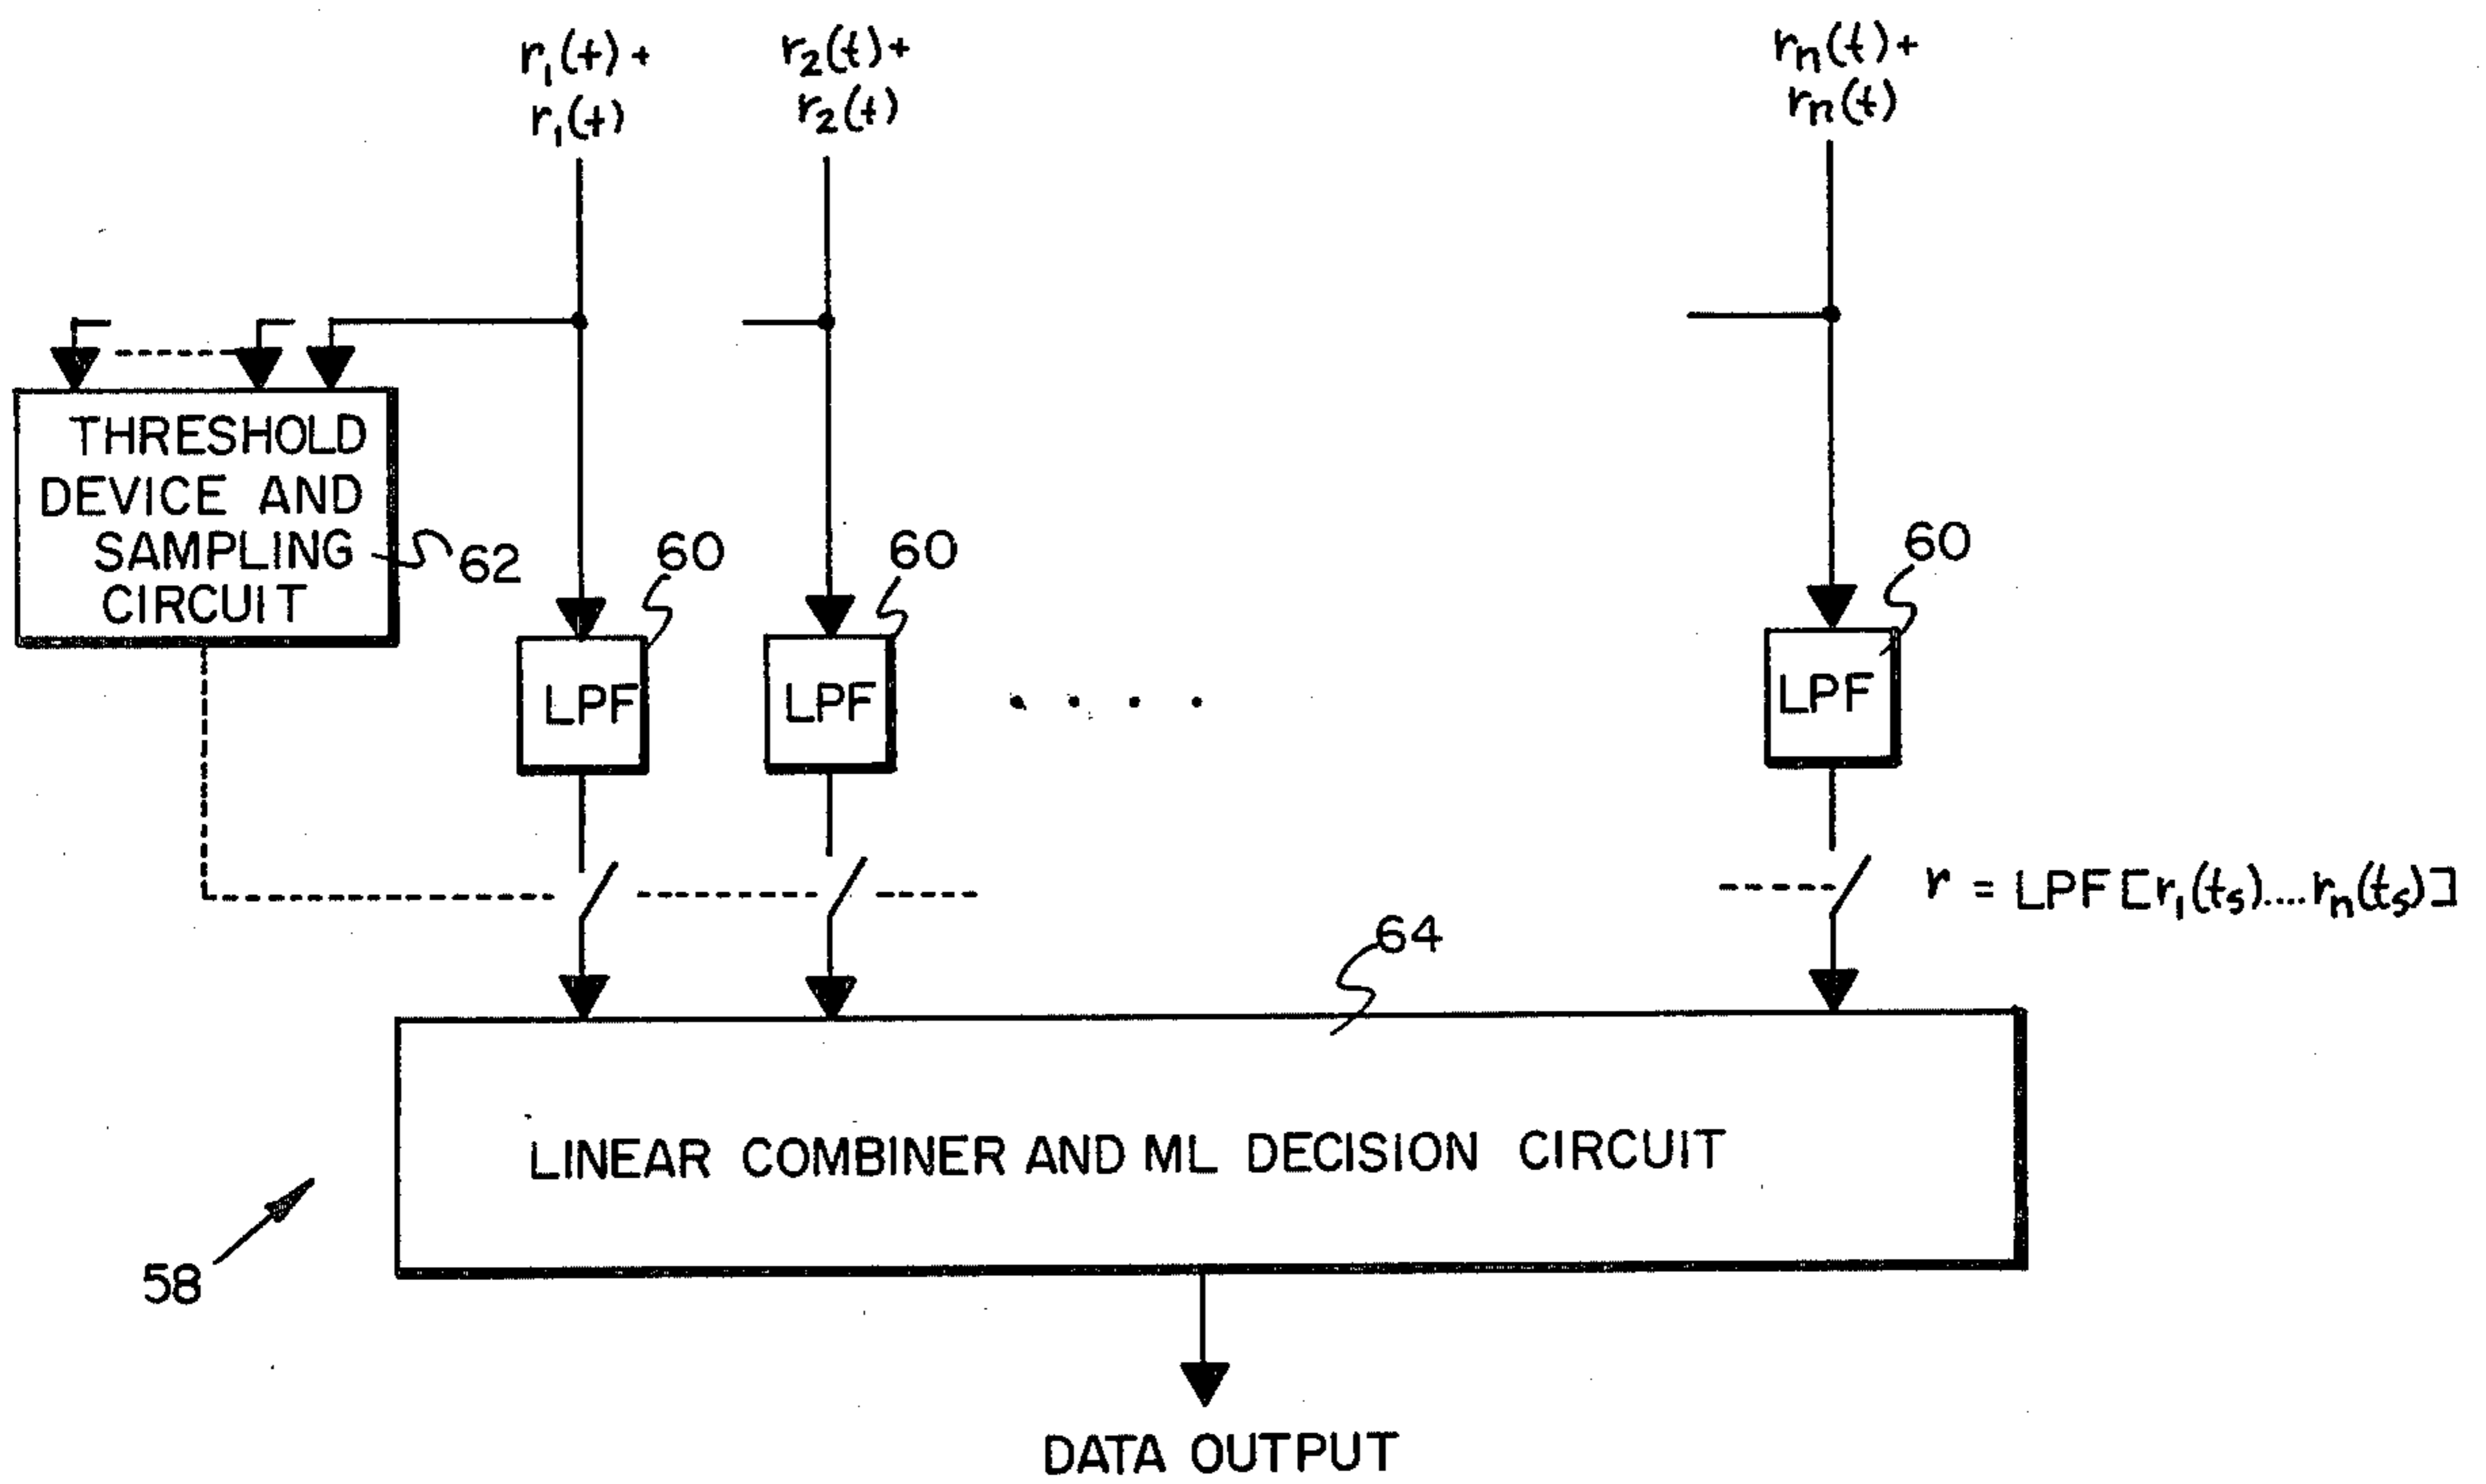 r₁(t)+
r₁(t)
r₂(t)+
r₂(t)
rₙ(t)+
rₙ(t)
THRESHOLD
DEVICE AND
SAMPLING
CIRCUIT
62
60
60
60
LPF
LPF
. . . .
LPF
r = LPF[r₁(tₛ)....rₙ(tₛ)]
64
LINEAR COMBINER AND ML DECISION CIRCUIT
58
DATA OUTPUT